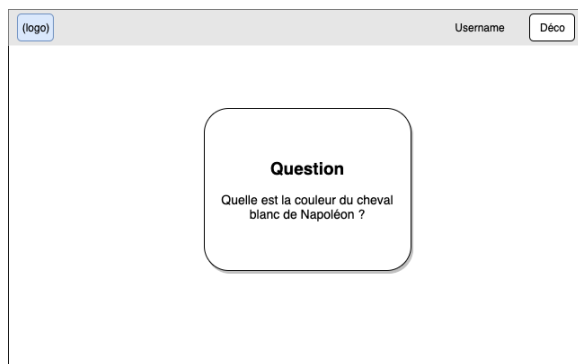 (logo)
Username
Déco
Question
Quelle est la couleur du cheval
blanc de Napoléon ?